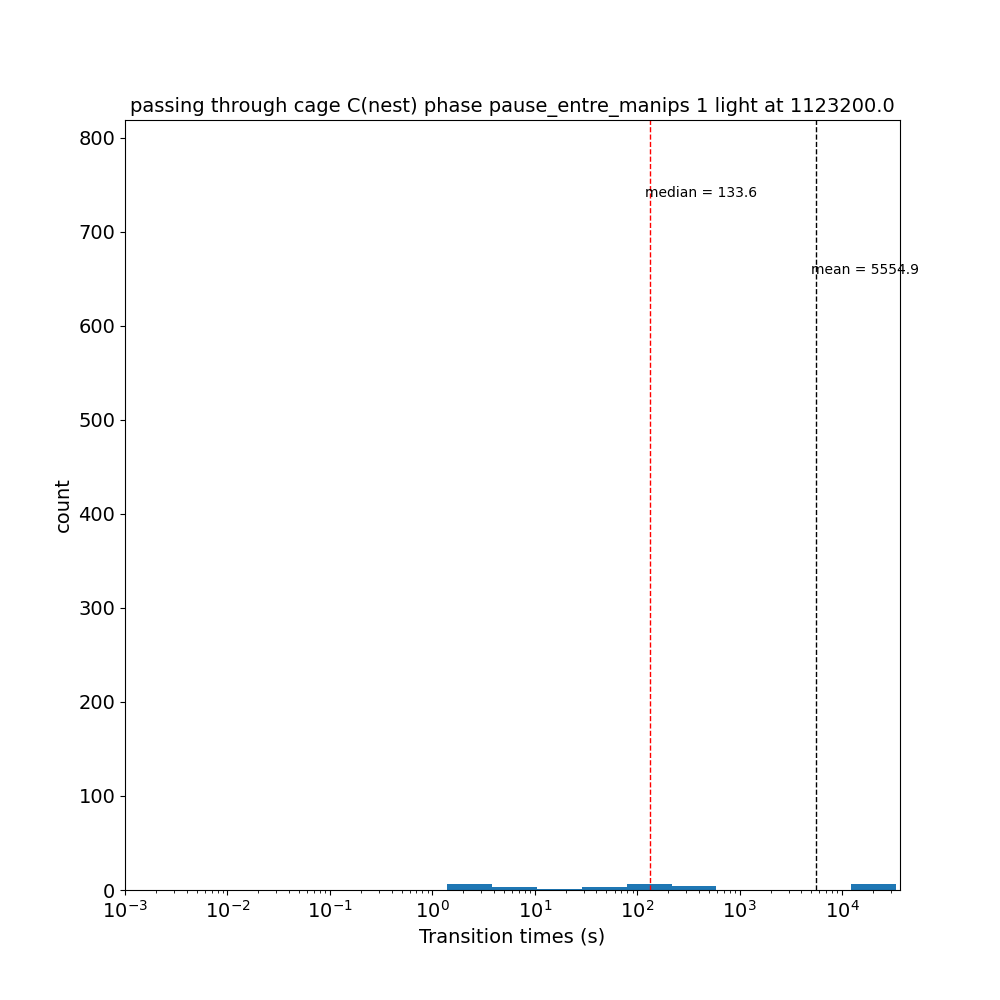 passing through cage C(nest) phase pause_entre_manips 1 light at 1123200.0
800
median = 133.6
700
mean = 5554.9
600
500
400
300
200
100
0
count
10⁻³ 10⁻² 10⁻¹ 10⁰ 10¹ 10² 10³ 10⁴
Transition times (s)